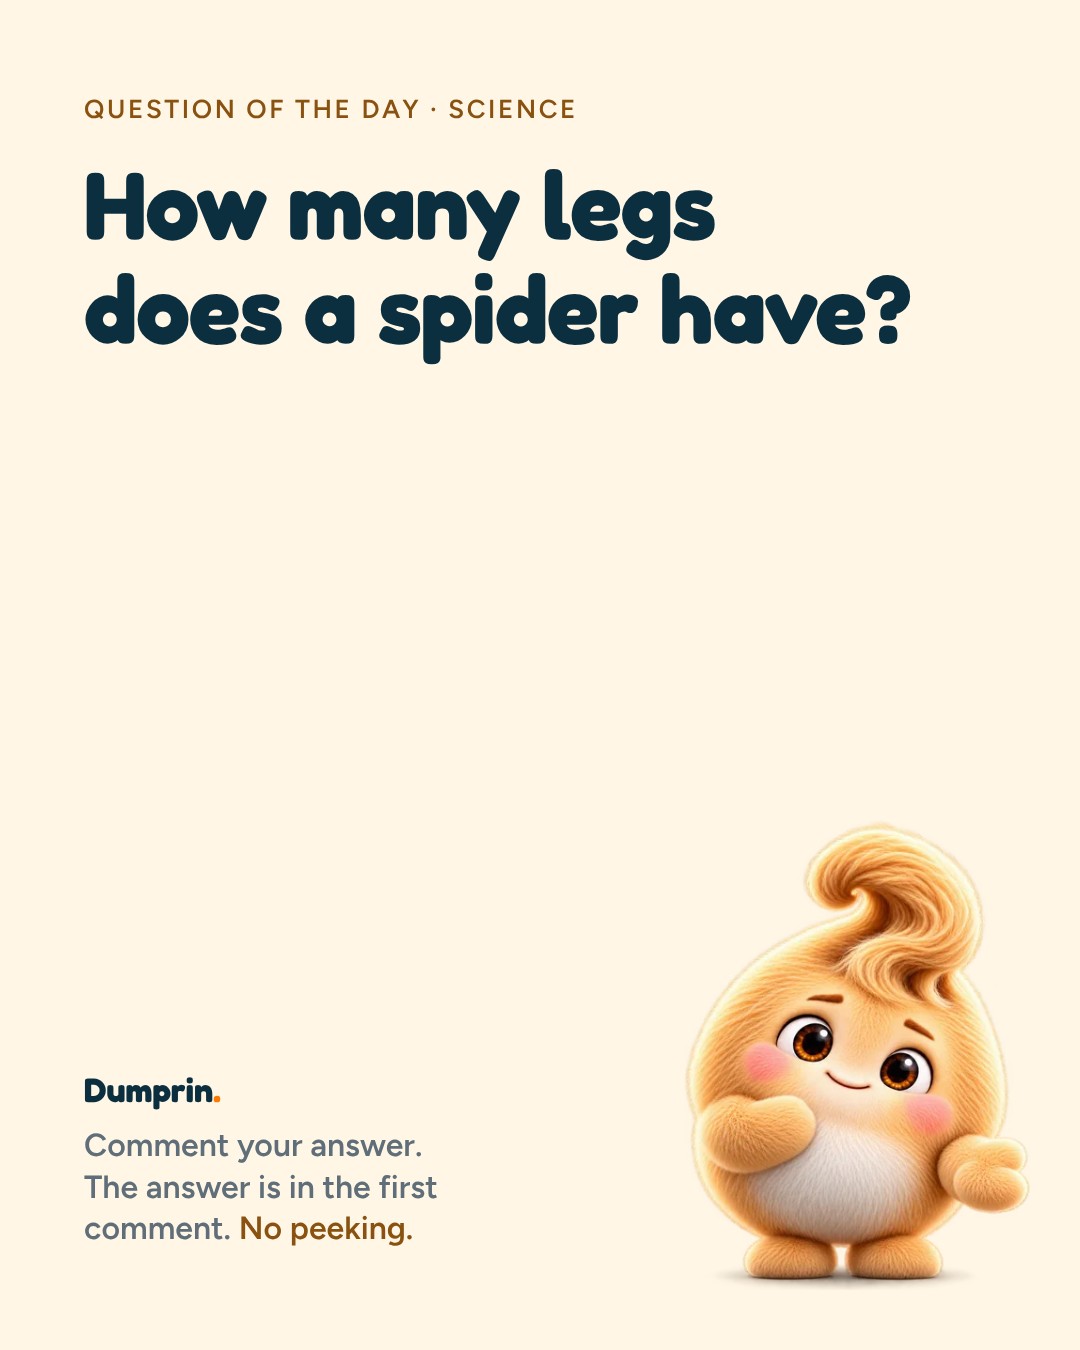 QUESTION OF THE DAY · SCIENCE
How many legs
does a spider have?
Dumprin.
Comment your answer.
The answer is in the first
comment. No peeking.